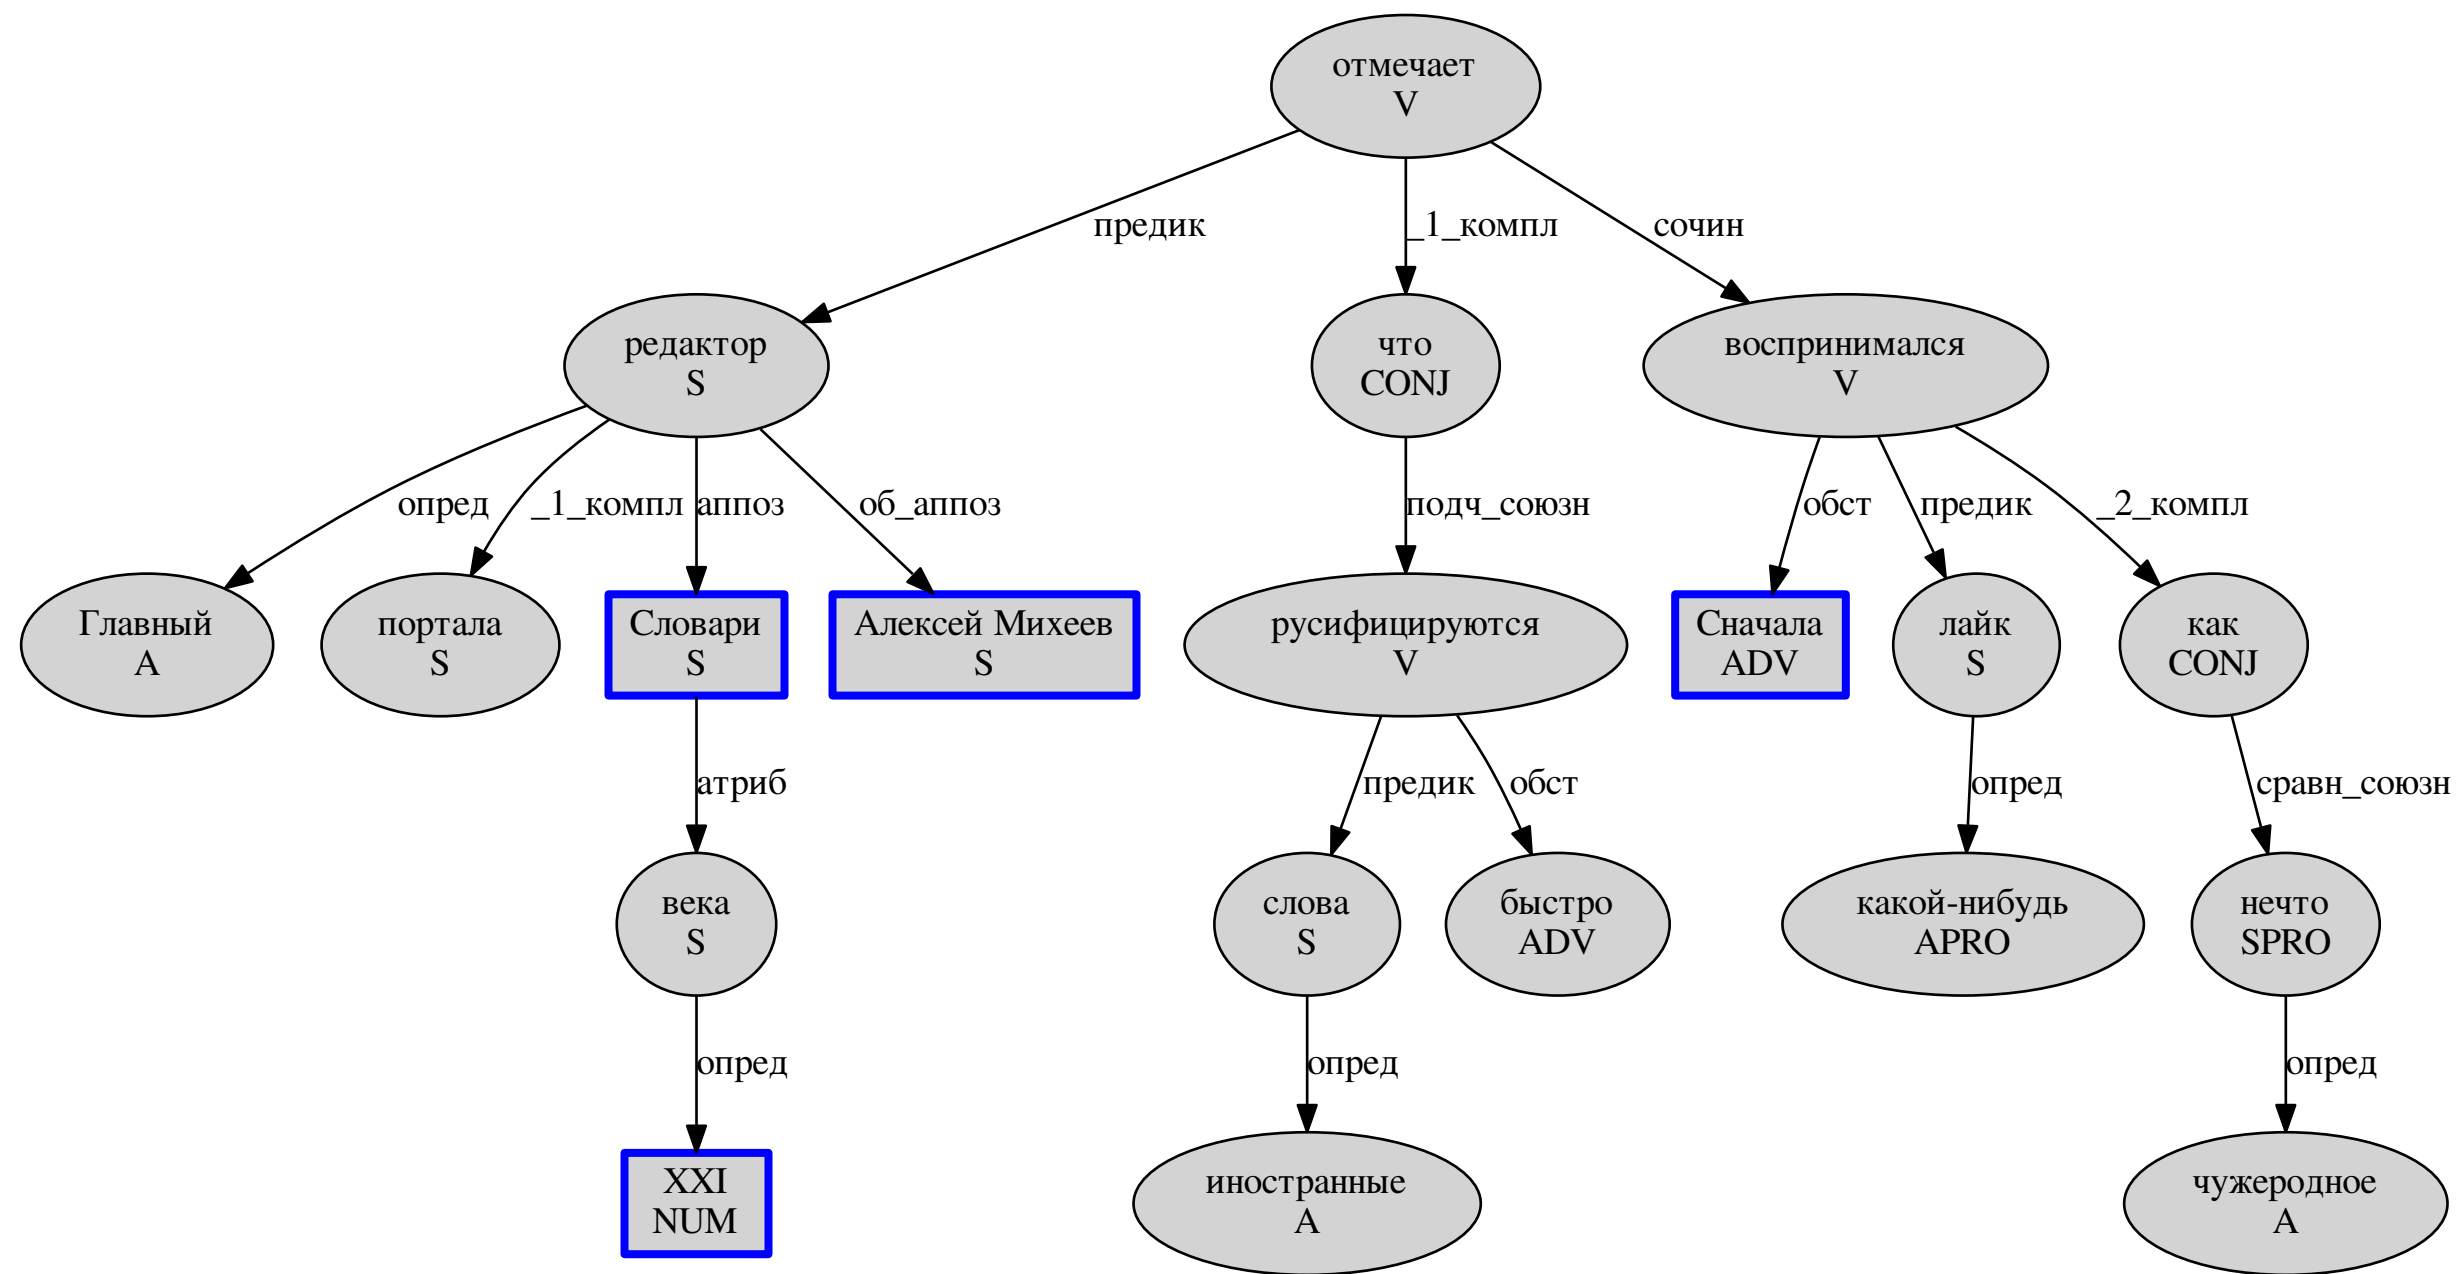 отмечает
V
предик
_1_компл
сочин
редактор
S
что
CONJ
воспринимался
V
опред
_1_компл
аппоз
об_аппоз
подч_союзн
обст
предик
_2_компл
Главный
A
портала
S
Словари
S
Алексей Михеев
S
русифицируются
V
Сначала
ADV
лайк
S
как
CONJ
атриб
предик
обст
опред
сравн_союзн
века
S
слова
S
быстро
ADV
какой-нибудь
APRO
нечто
SPRO
опред
опред
опред
XXI
NUM
иностранные
A
чужеродное
A